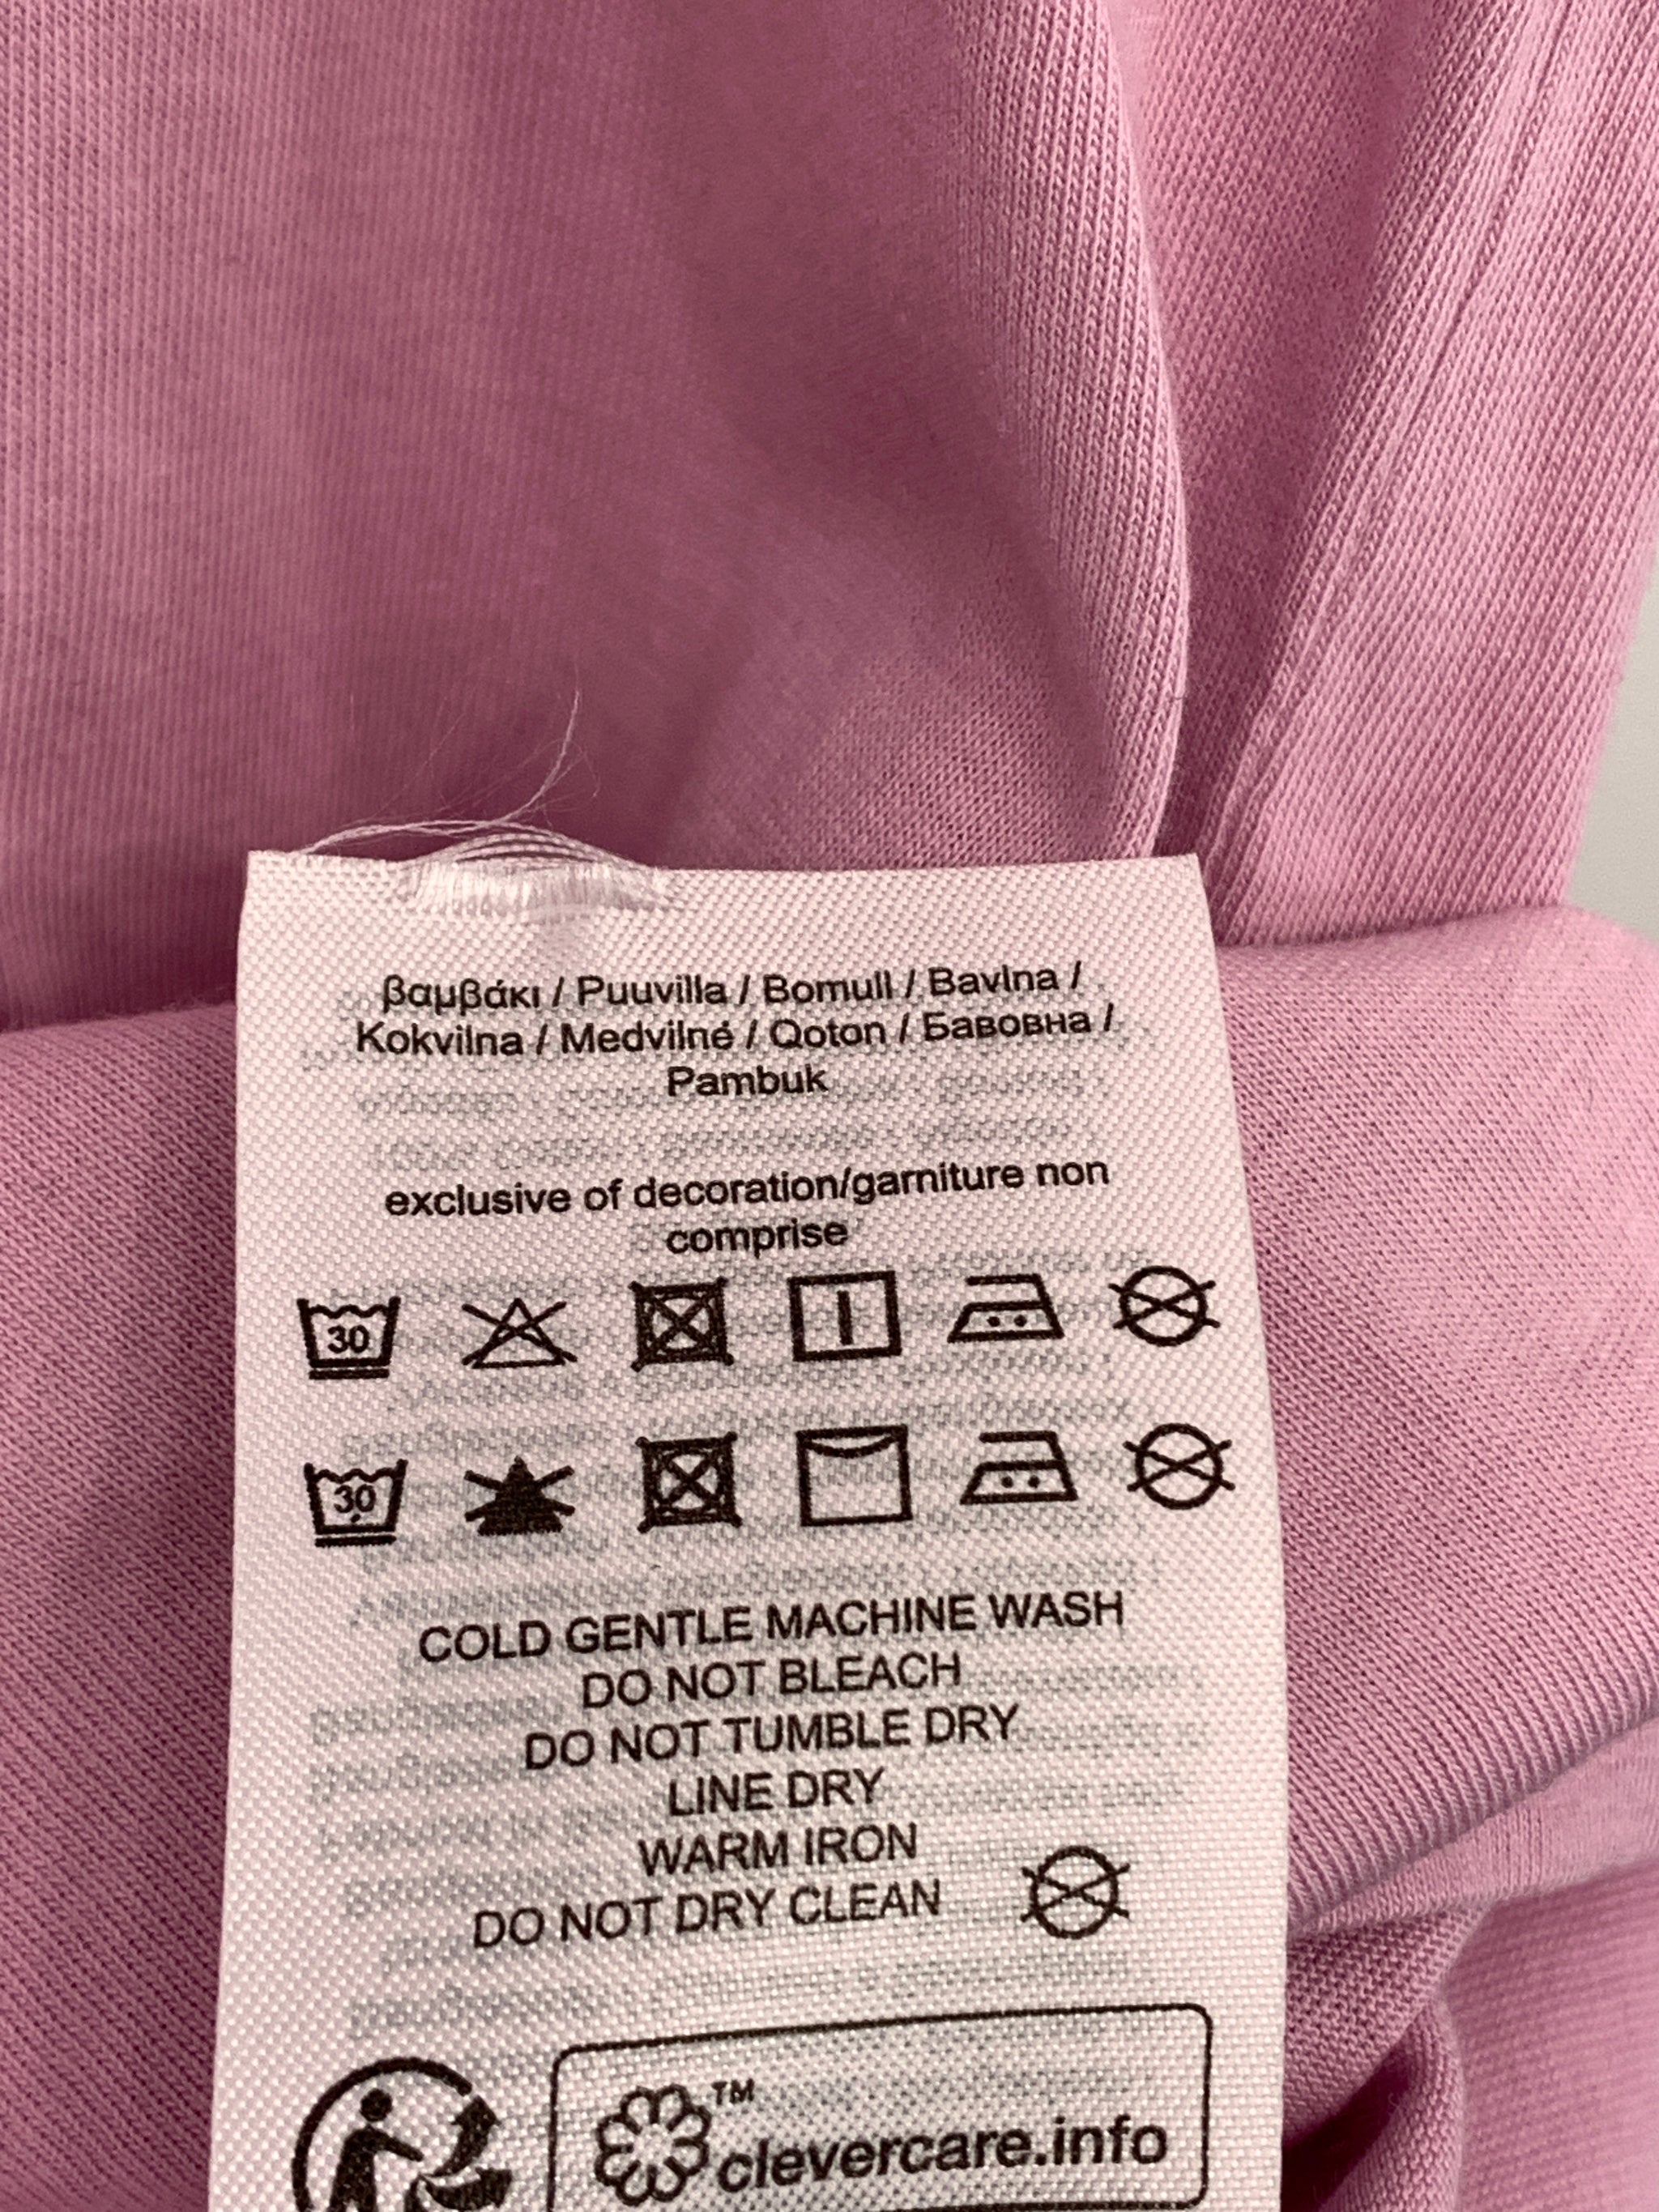 βαμβάκι / Puuvilla / Bomull / Bavlna /
Kokvilna / Medvilné / Qoton / Бавовна /
Pambuk
exclusive of decoration/garniture non
comprise
30
30
COLD GENTLE MACHINE WASH
DO NOT BLEACH
DO NOT TUMBLE DRY
LINE DRY
WARM IRON
DO NOT DRY CLEAN
TM
clevercare.info